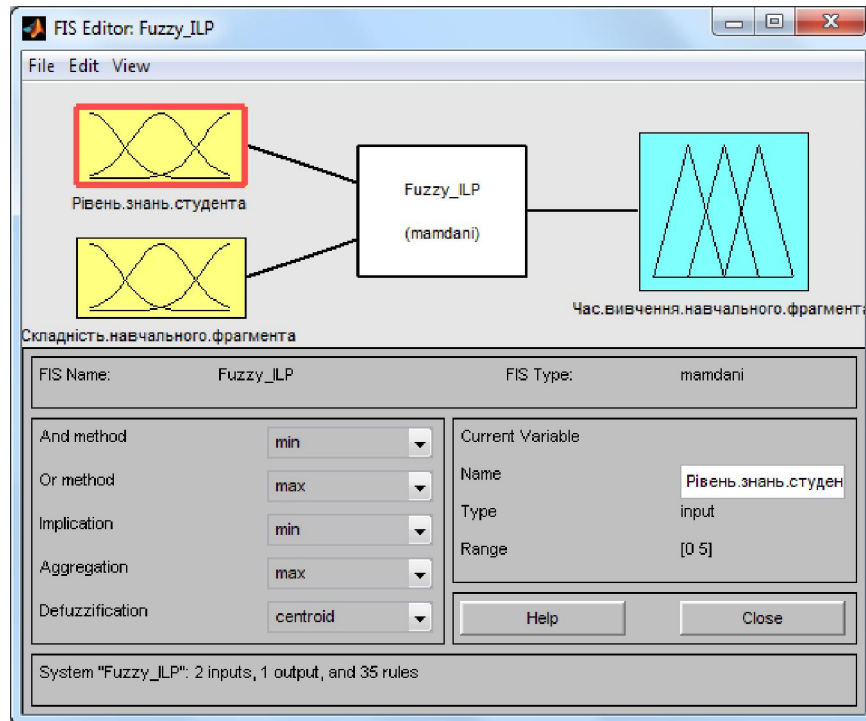 FIS Editor: Fuzzy_ILP
File Edit View
Рівень.знань.студента
Fuzzy_ILP
(mamdani)
Складність.навчального.фрагмента
Час.вивчення.навчального.фрагмента
FIS Name: Fuzzy_ILP FIS Type: mamdani
And method min
Or method max
Implication min
Aggregation max
Defuzzification centroid
Current Variable
Name Рівень.знань.студен
Type input
Range [0 5]
Help Close
System "Fuzzy_ILP": 2 inputs, 1 output, and 35 rules